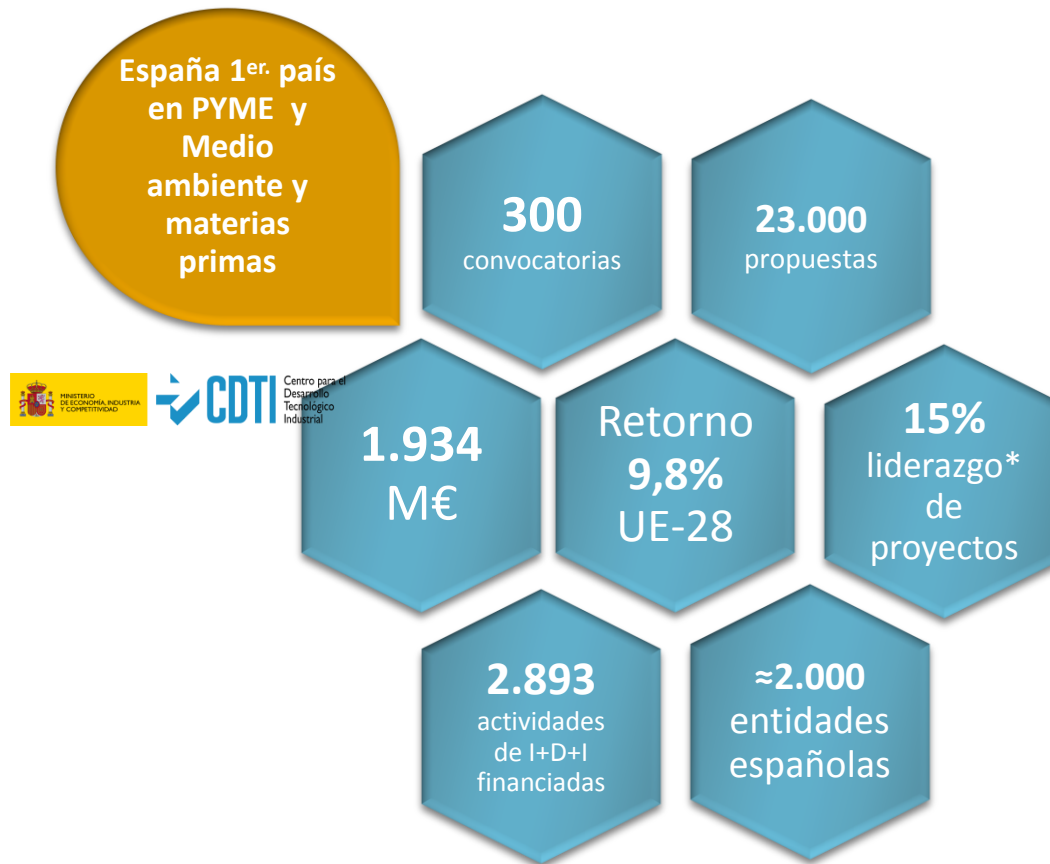 España 1er. país
en PYME y
Medio
ambiente y
materias
primas
300
convocatorias
23.000
propuestas
MINISTERIO
DE ECONOMÍA, INDUSTRIA
Y COMPETITIVIDAD
CDTI
Centro para el
Desarrollo
Tecnológico
Industrial
1.934
M€
Retorno
9,8%
UE-28
15%
liderazgo*
de
proyectos
2.893
actividades
de I+D+I
financiadas
≈2.000
entidades
españolas